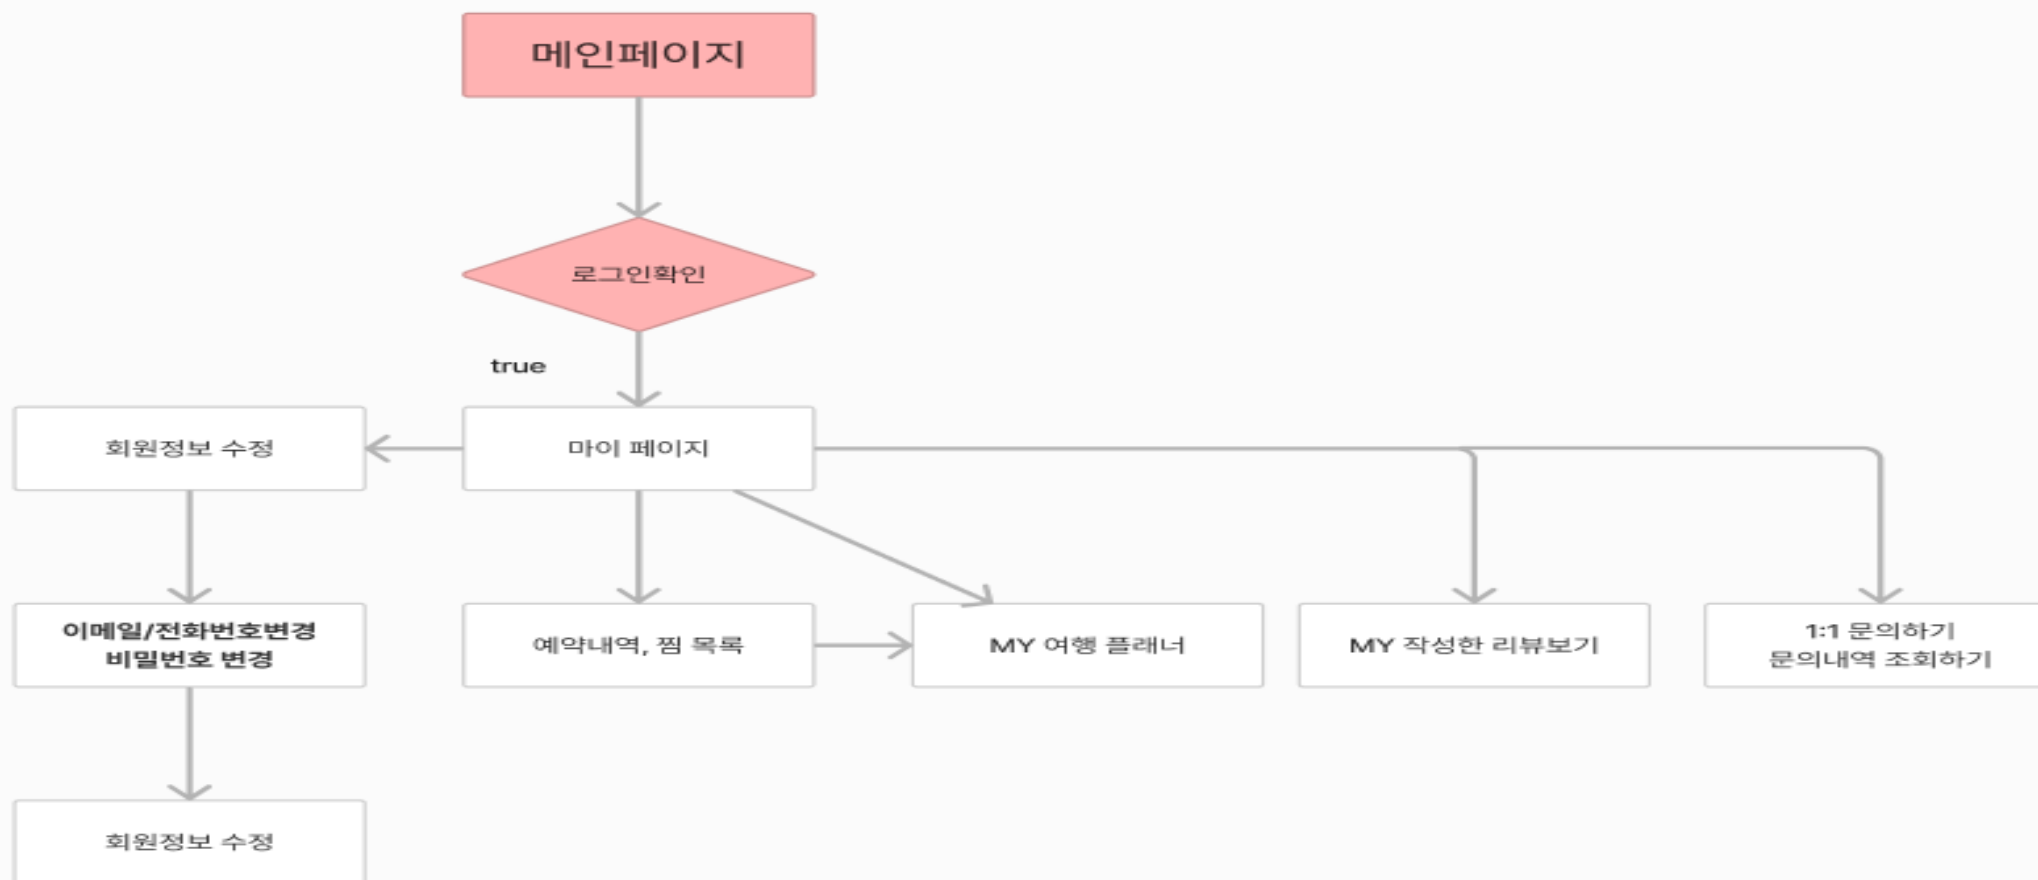 메인페이지
로그인확인
true
회원정보 수정
마이 페이지
이메일/전화번호변경
비밀번호 변경
예약내역, 찜 목록
MY 여행 플래너
MY 작성한 리뷰보기
1:1 문의하기
문의내역 조회하기
회원정보 수정